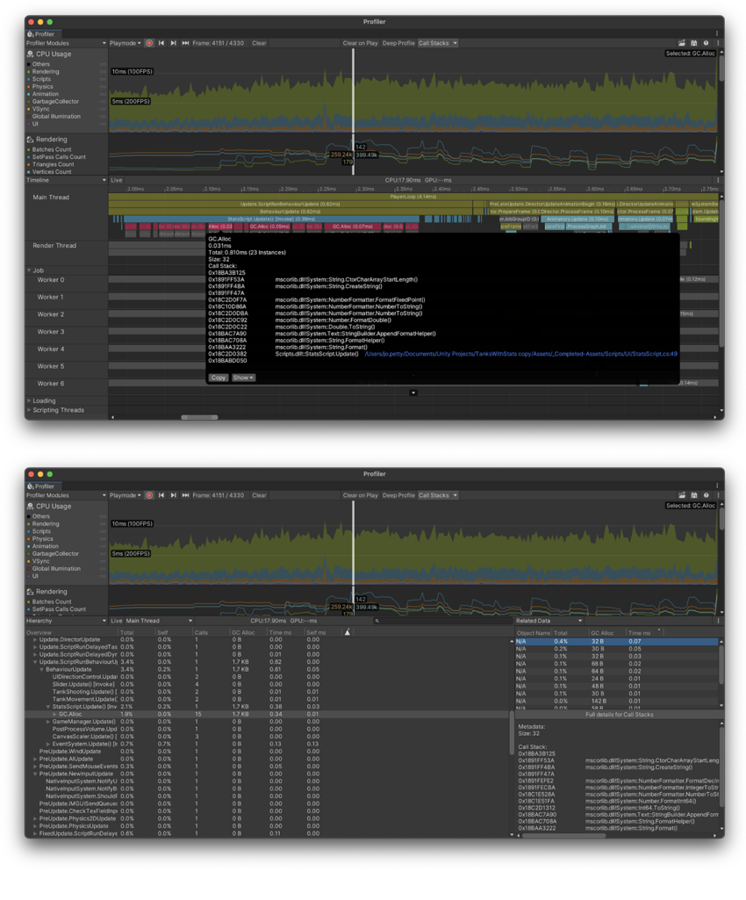 Profiler
Profiler
Profiler Modules Playmode Frame: 4151 / 4330 Clear Clear on Play Deep Profile Call Stacks
CPU Usage Selected: GC.Alloc
Others
Rendering 10ms (100FPS)
Scripts
Physics
Animation
GarbageCollector 5ms (200FPS)
VSync
Global Illumination
UI
Rendering
Batches Count 142
SetPass Calls Count 259.24k 399.49k
Triangles Count 179
Vertices Count
Timeline Live CPU:17.90ms GPU:--ms
Main Thread PlayerLoop (4.14ms)
Update.ScriptRunBehaviourUpdate (0.82ms)
BehaviourUpdate (0.82ms)
StatsScript.Update() [Invoke] (0.38ms)
GC.Alloc (0.05ms) GC.Alloc (0.07ms)
Render Thread
GC.Alloc
0.031ms
Total: 0.810ms (23 Instances)
Size: 32
Call Stack:
0x18BA3B125
0x1891FF53A mscorlib.dll!System::String.CtorCharArrayStartLength()
0x1891FF48A mscorlib.dll!System::String.CreateString()
0x1891FF47A
0x18C2D0F7A mscorlib.dll!System::NumberFormatter.FormatFixedPoint()
0x18C10D86A mscorlib.dll!System::NumberFormatter.NumberToString()
0x18C2D0DBA mscorlib.dll!System::NumberFormatter.NumberToString()
0x18C2D0C92 mscorlib.dll!System::Number.FormatDouble()
0x18C2D0C22 mscorlib.dll!System::Double.ToString()
0x18BAC7A90 mscorlib.dll!System.Text::StringBuilder.AppendFormatHelper()
0x18BAC708A mscorlib.dll!System::String.FormatHelper()
0x18BAA3222 mscorlib.dll!System::String.Format()
0x18C2D0382 Scripts.dll!::StatsScript.Update() /Users/jo.petty/Documents/Unity Projects/TanksWithStats copy/Assets/_Completed-Assets/Scripts/UI/StatsScript.cs:49
0x18BABD050
Copy Show
Job
Worker 0
Worker 1
Worker 2
Worker 3
Worker 4
Worker 5
Worker 6
Loading
Scripting Threads
Profiler
Profiler
Profiler Modules Playmode Frame: 4151 / 4330 Clear Clear on Play Deep Profile Call Stacks
CPU Usage Selected: GC.Alloc
Others
Rendering 10ms (100FPS)
Scripts
Physics
Animation
GarbageCollector 5ms (200FPS)
VSync
Global Illumination
UI
Rendering
Batches Count 142
SetPass Calls Count 259.24k 399.49k
Hierarchy Live Main Thread CPU:17.90ms GPU:--ms Related Data
Overview Total Self Calls GC Alloc Time ms Self ms Object Name Total GC Alloc Time ms
Update.DirectorUpdate 0.0% 0.0% 1 0 B 0.00 0.00 N/A 0.4% 32 B 0.07
Update.ScriptRunDelayedTas 0.0% 0.0% 1 0 B 0.00 0.00 N/A 0.2% 30 B 0.05
Update.ScriptRunDelayedDyr 0.0% 0.0% 1 0 B 0.01 0.00 N/A 0.1% 32 B 0.03
Update.ScriptRunBehaviourU 3.4% 0.0% 1 1.7 KB 0.82 0.00 N/A 0.1% 68 B 0.02
BehaviourUpdate 3.4% 0.2% 1 1.7 KB 0.81 0.05 N/A 0.1% 64 B 0.02
UIDirectionControl.Updat 0.0% 0.0% 2 0 B 0.00 0.00 N/A 0.1% 24 B 0.01
Slider.Update() [Invoke] 0.0% 0.0% 4 0 B 0.00 0.00 N/A 0.1% 48 B 0.01
TankShooting.Update() [ 0.0% 0.0% 2 0 B 0.01 0.01 N/A 0.1% 30 B 0.01
TankMovement.Update() 0.0% 0.0% 2 0 B 0.01 0.01 N/A 0.0% 142 B 0.00
StatsScript.Update() [Inv 2.1% 0.2% 1 1.7 KB 0.38 0.03
GC.Alloc 1.9% 0.0% 15 1.7 KB 0.34 0.01 Full details for Call Stacks
GameManager.Update() 0.0% 0.0% 1 0 B 0.00 0.00 Metadata:
PostProcessVolume.Upd 0.0% 0.0% 1 0 B 0.00 0.00 Size: 32
CanvasScaler.Update() [ 0.0% 0.0% 3 0 B 0.00 0.00
EventSystem.Update() [In 0.7% 0.7% 1 0 B 0.13 0.13 Call Stack:
PreUpdate.WindUpdate 0.0% 0.0% 1 0 B 0.00 0.00 0x18BA3B125
PreUpdate.AIUpdate 0.0% 0.0% 1 0 B 0.00 0.00 0x1891FF53A mscorlib.dll!System::String.CtorCharArrayStartLeng
PreUpdate.SendMouseEvents 0.3% 0.0% 1 0 B 0.05 0.00 0x1891FF48A mscorlib.dll!System::String.CreateString()
PreUpdate.NewInputUpdate 0.0% 0.0% 1 0 B 0.00 0.00 0x1891FF47A
NativeInputSystem.NotifyU 0.0% 0.0% 1 0 B 0.00 0.00 0x1891FEFE2 mscorlib.dll!System::NumberFormatter.FormatDecin
NativeInputSystem.NotifyB 0.0% 0.0% 1 0 B 0.00 0.00 0x1891FEC8A mscorlib.dll!System::NumberFormatter.IntegerToSt
NativeInputSystem.ShouldF 0.0% 0.0% 1 0 B 0.00 0.00 0x18C1E528A mscorlib.dll!System::NumberFormatter.NumberToSt
PreUpdate.IMGUISendQueued 0.0% 0.0% 1 0 B 0.00 0.00 0x18C1E51FA mscorlib.dll!System::Number.FormatInt64()
PreUpdate.CheckTexFieldInpu 0.0% 0.0% 1 0 B 0.00 0.00 0x18C2D1312 mscorlib.dll!System::Int64.ToString()
PreUpdate.Physics2DUpdate 0.0% 0.0% 1 0 B 0.00 0.00 0x18BAC7A90 mscorlib.dll!System.Text::StringBuilder.AppendForm
PreUpdate.PhysicsUpdate 0.0% 0.0% 1 0 B 0.00 0.00 0x18BAC708A mscorlib.dll!System::String.FormatHelper()
FixedUpdate.ScriptRunDelaye 0.6% 0.0% 1 0 B 0.11 0.00 0x18BAA3222 mscorlib.dll!System::String.Format()